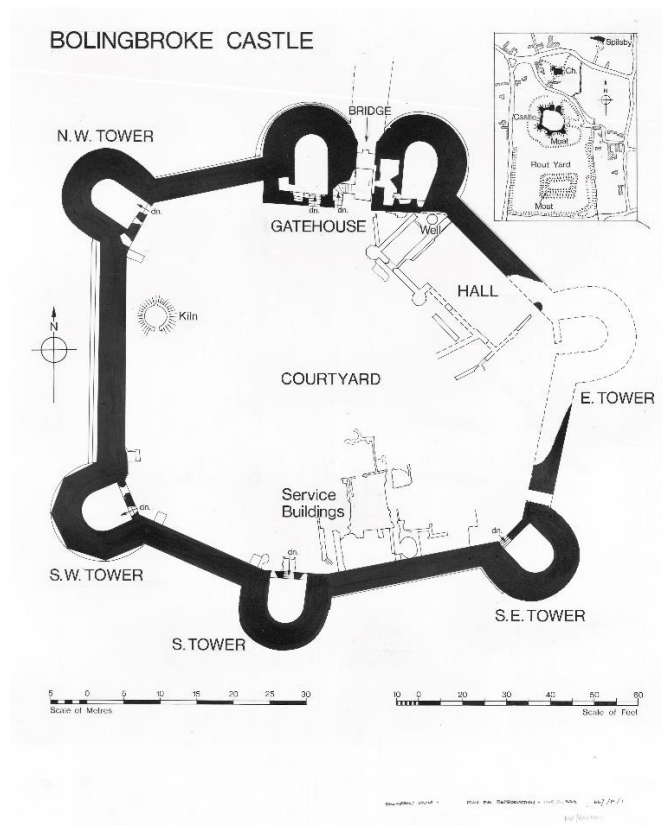 BOLINGBROKE CASTLE
Spilsby
Ch.
N
Castle
Moat
Rout Yard
Moat
BRIDGE
N.W. TOWER
dn.
dn.
dn.
GATEHOUSE
Well
HALL
N
Kiln
COURTYARD
E. TOWER
Service
Buildings
dn.
dn.
dn.
S.W. TOWER
S. TOWER
S.E. TOWER
5 0 5 10 15 20 25 30
Scale of Metres
10 0 10 20 30 40 50 60
Scale of Feet